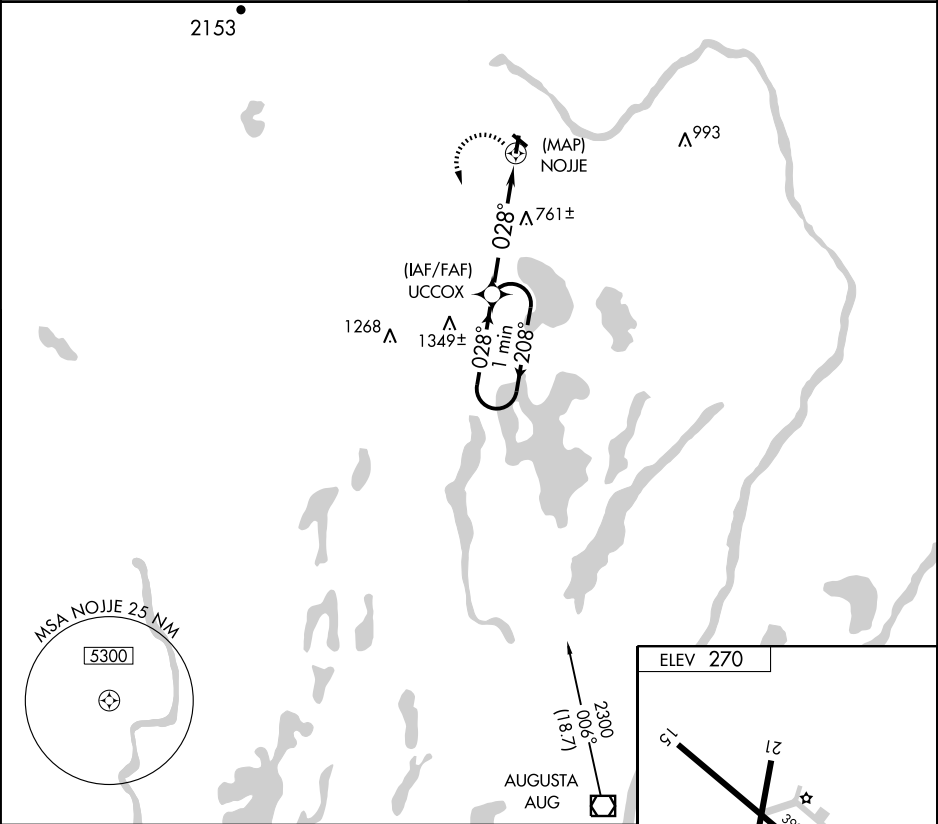 2153
993
(MAP)
NOJJE
028°
761±
(IAF/FAF)
UCCOX
1268
1349±
028°
1 min
208°
MSA NOJJE 25 NM
5300
2300
006°
(18.7)
AUGUSTA
AUG
ELEV 270
15
21